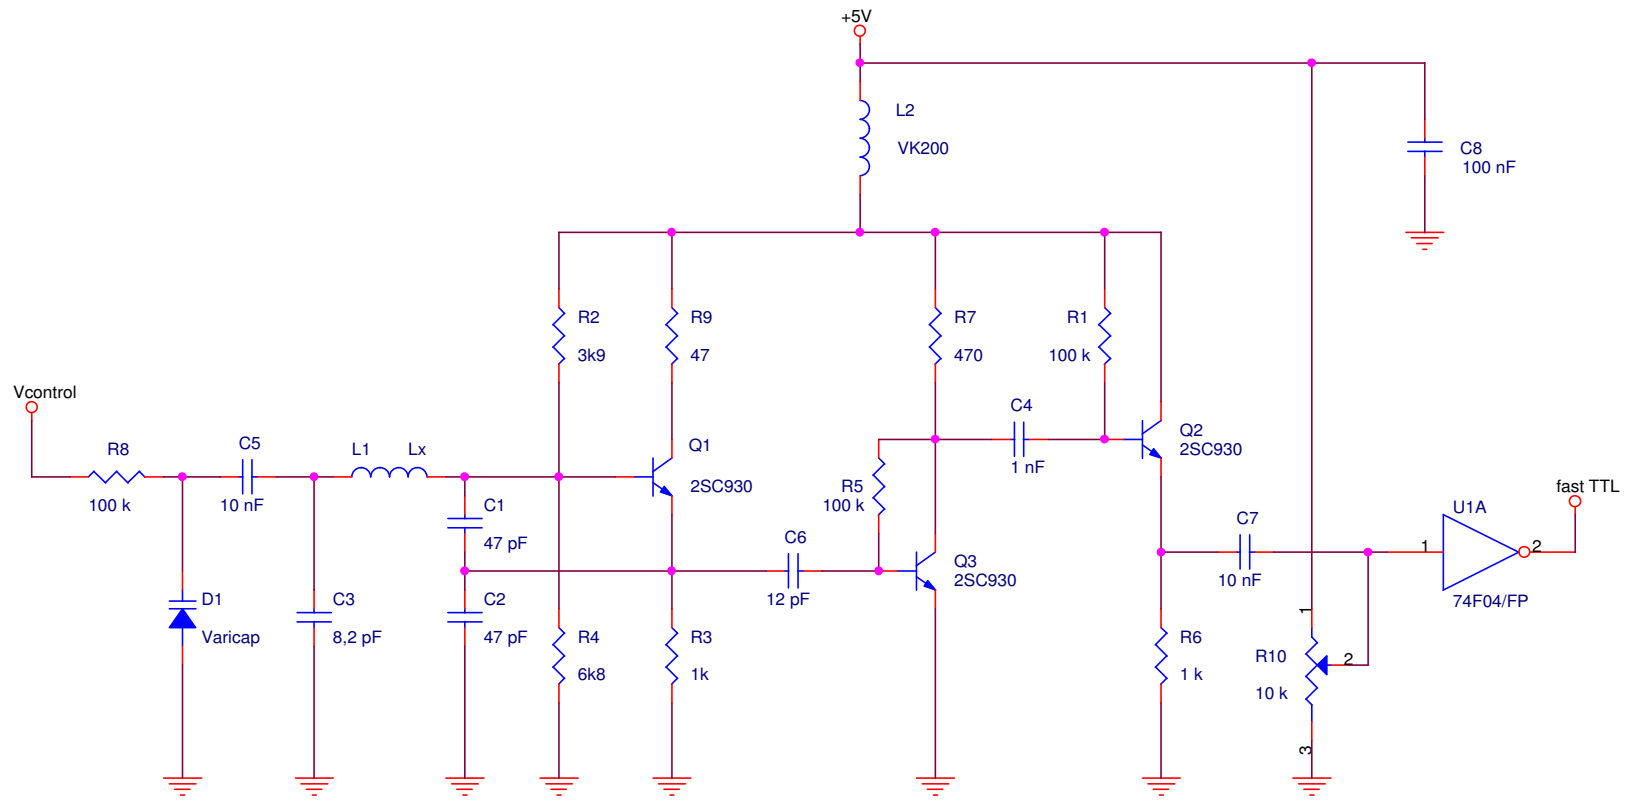 +5V
L2
VK200
C8
100 nF
R2
3k9
R9
47
R7
470
R1
100 k
Vcontrol
R8
100 k
C5
10 nF
L1 Lx
Q1
2SC930
C4
1 nF
Q2
2SC930
R5
100 k
C1
47 pF
C6
12 pF
Q3
2SC930
C7
10 nF
fast TTL
U1A
1
2
74F04/FP
D1
Varicap
C3
8,2 pF
C2
47 pF
R4
6k8
R3
1k
R6
1 k
1
R10
10 k
2
3